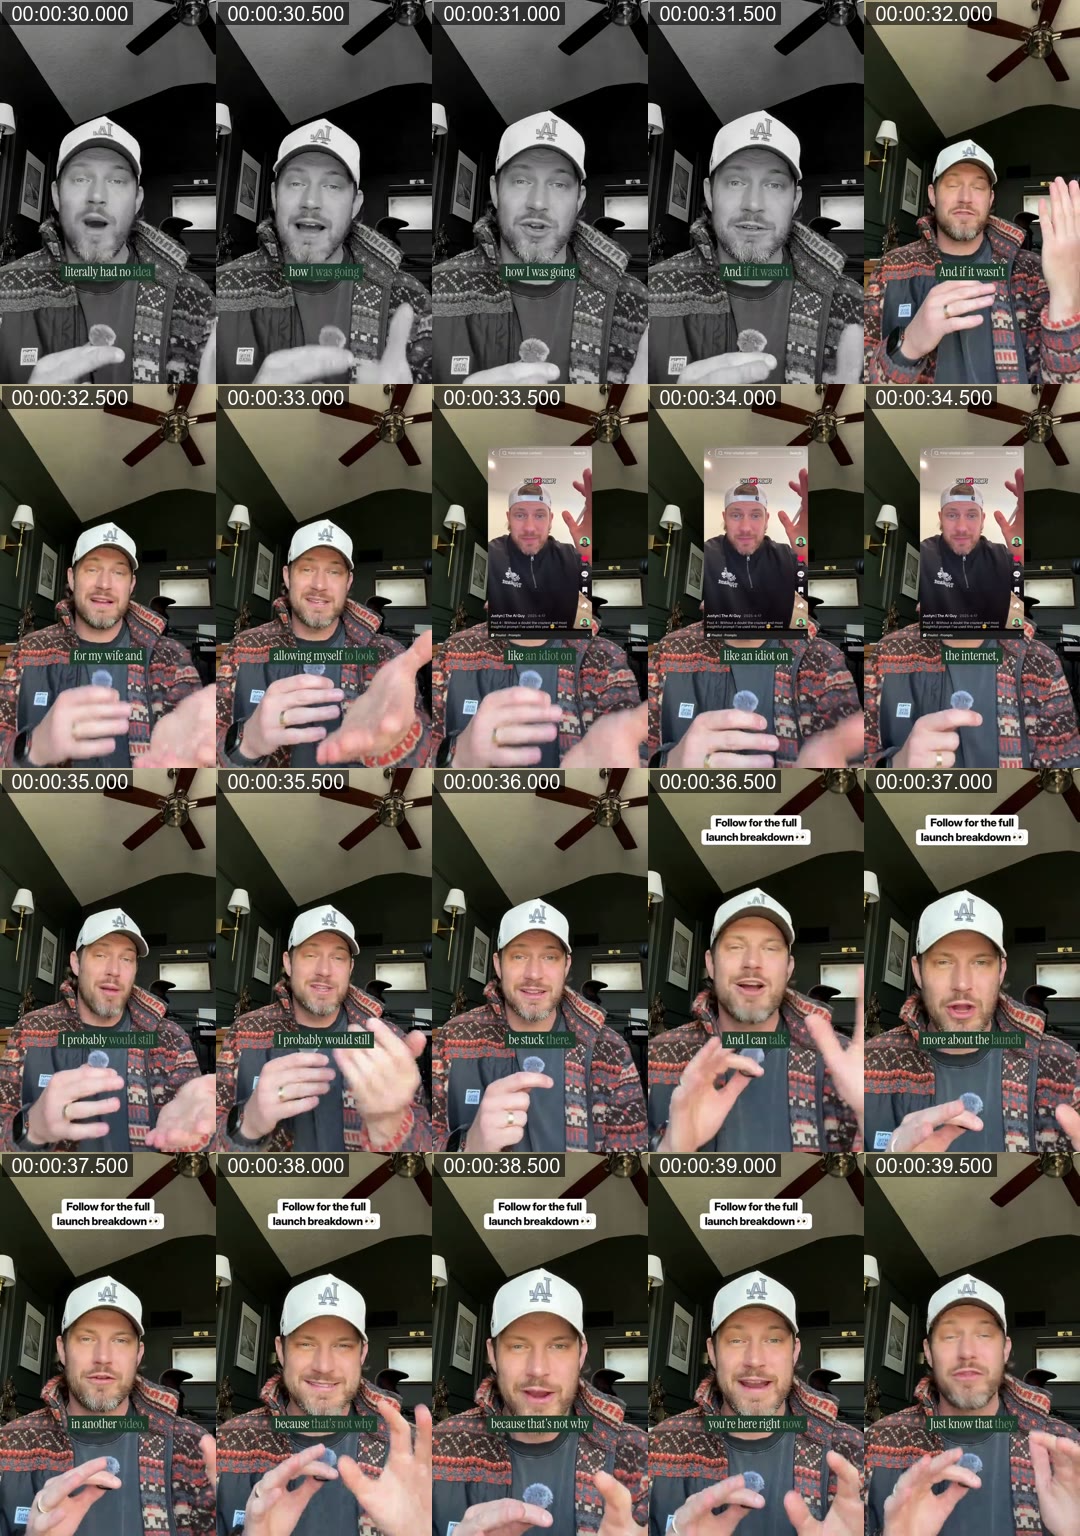 00:00:30.000
literally had no idea
00:00:30.500
how I was going
00:00:31.000
how I was going
00:00:31.500
And if it wasn't
00:00:32.000
And if it wasn't
00:00:32.500
for my wife and
00:00:33.000
allowing myself to look
00:00:33.500
CHATGPT PROMPT
like an idiot on
00:00:34.000
CHATGPT PROMPT
like an idiot on
00:00:34.500
CHATGPT PROMPT
the internet,
00:00:35.000
I probably would still
00:00:35.500
I probably would still
00:00:36.000
be stuck there.
00:00:36.500
Follow for the full
launch breakdown👀
And I can talk
00:00:37.000
Follow for the full
launch breakdown👀
more about the launch
00:00:37.500
Follow for the full
launch breakdown👀
in another video,
00:00:38.000
Follow for the full
launch breakdown👀
because that's not why
00:00:38.500
Follow for the full
launch breakdown👀
because that's not why
00:00:39.000
Follow for the full
launch breakdown👀
you're here right now.
00:00:39.500
Just know that they